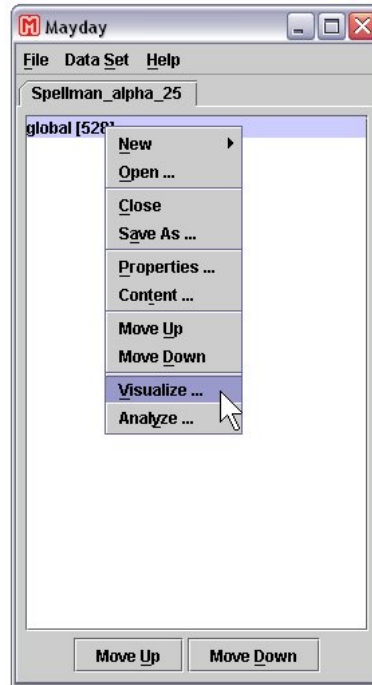 M Mayday
File Data Set Help
Spellman_alpha_25
global [528]
New
Open ...
Close
Save As ...
Properties ...
Content ...
Move Up
Move Down
Visualize ...
Analyze ...
Move Up Move Down